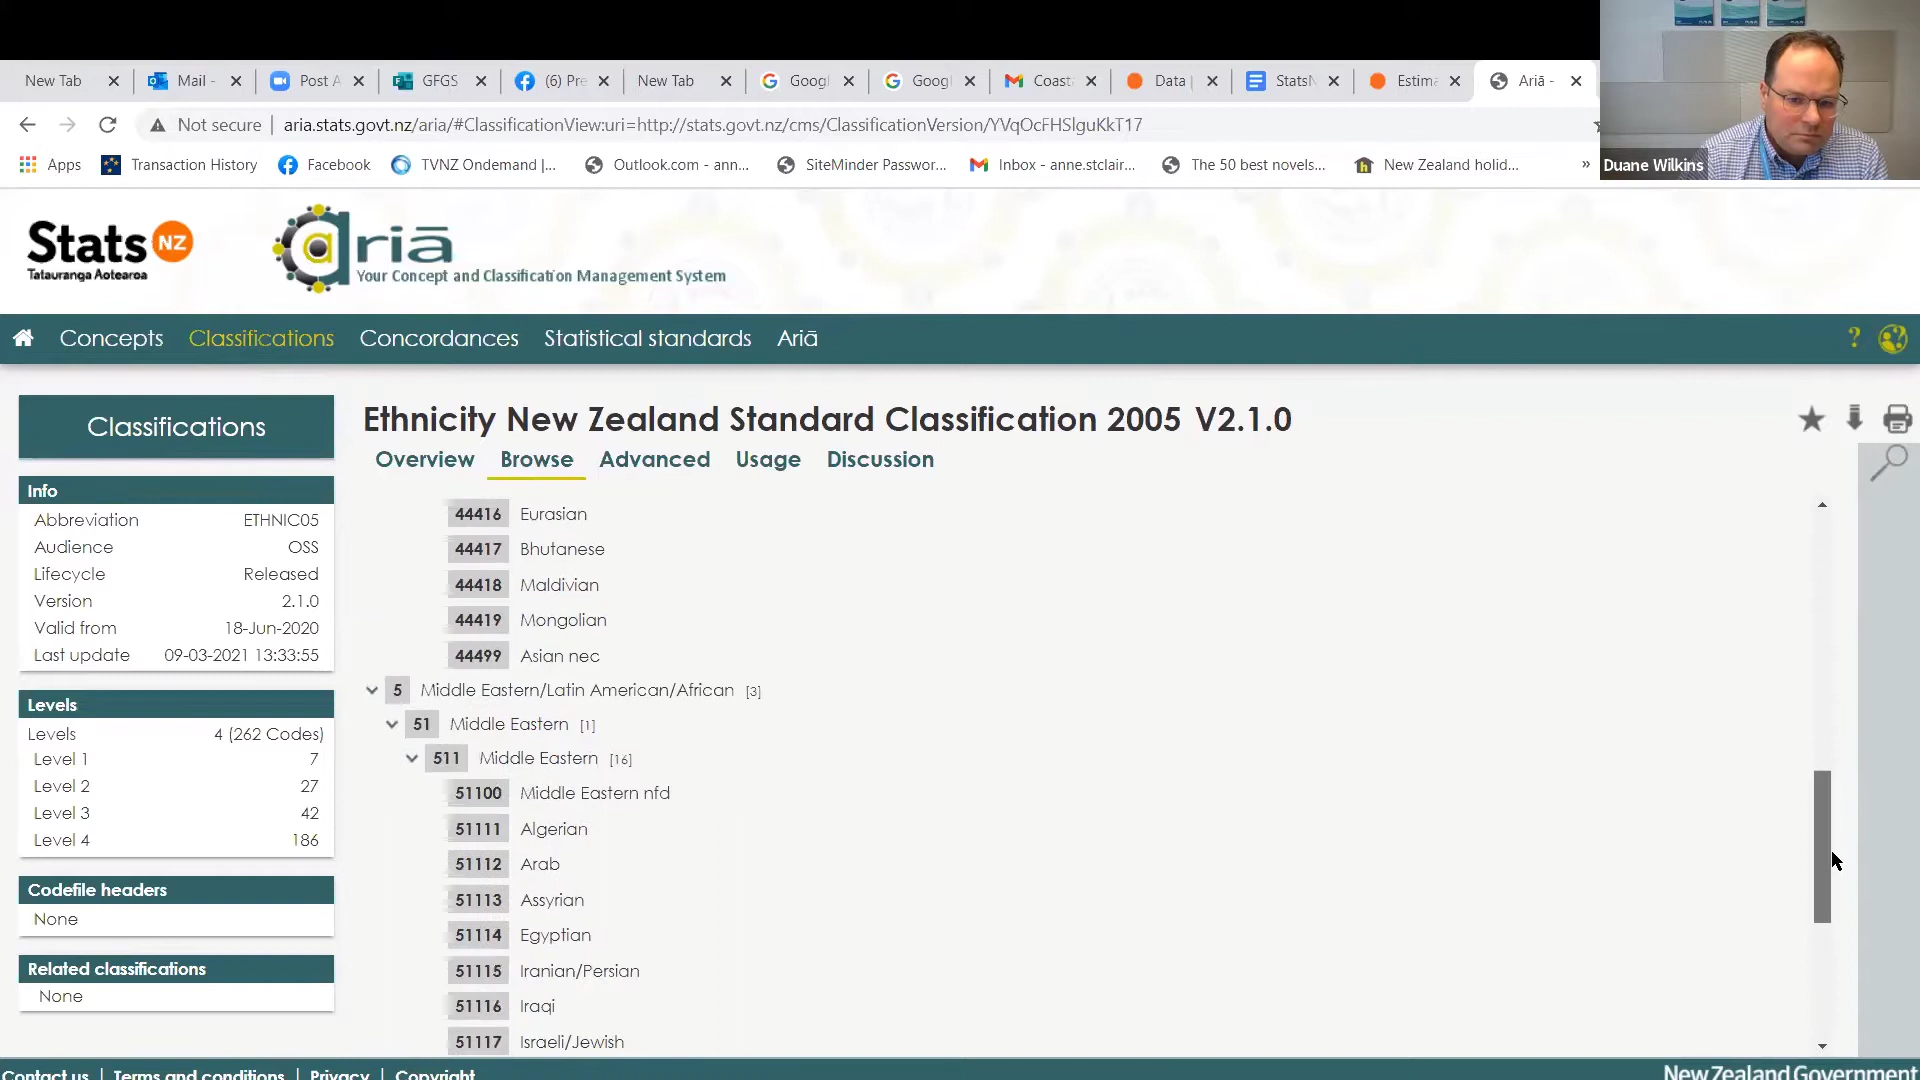 New Tab
Mail -
Post A
GFGS
(6) Pre
New Tab
Googl
Googl
Coast
Data |
StatsN
Estima
Ariā -
Not secure | aria.stats.govt.nz/aria/#ClassificationView:uri=http://stats.govt.nz/cms/ClassificationVersion/YVqOcFHSlguKkT17
Apps
Transaction History
Facebook
TVNZ Ondemand |...
Outlook.com - ann...
SiteMinder Passwor...
Inbox - anne.stclair...
The 50 best novels...
New Zealand holid...
»
Duane Wilkins
Stats NZ
Tatauranga Aotearoa
ariā
Your Concept and Classification Management System
Concepts
Classifications
Concordances
Statistical standards
Ariā
?
Classifications
Info
Abbreviation ETHNIC05
Audience OSS
Lifecycle Released
Version 2.1.0
Valid from 18-Jun-2020
Last update 09-03-2021 13:33:55
Levels
Levels 4 (262 Codes)
Level 1 7
Level 2 27
Level 3 42
Level 4 186
Codefile headers
None
Related classifications
None
Ethnicity New Zealand Standard Classification 2005 V2.1.0
Overview
Browse
Advanced
Usage
Discussion
44416 Eurasian
44417 Bhutanese
44418 Maldivian
44419 Mongolian
44499 Asian nec
5 Middle Eastern/Latin American/African [3]
51 Middle Eastern [1]
511 Middle Eastern [16]
51100 Middle Eastern nfd
51111 Algerian
51112 Arab
51113 Assyrian
51114 Egyptian
51115 Iranian/Persian
51116 Iraqi
51117 Israeli/Jewish
Contact us | Terms and conditions | Privacy | Copyright
New Zealand Government